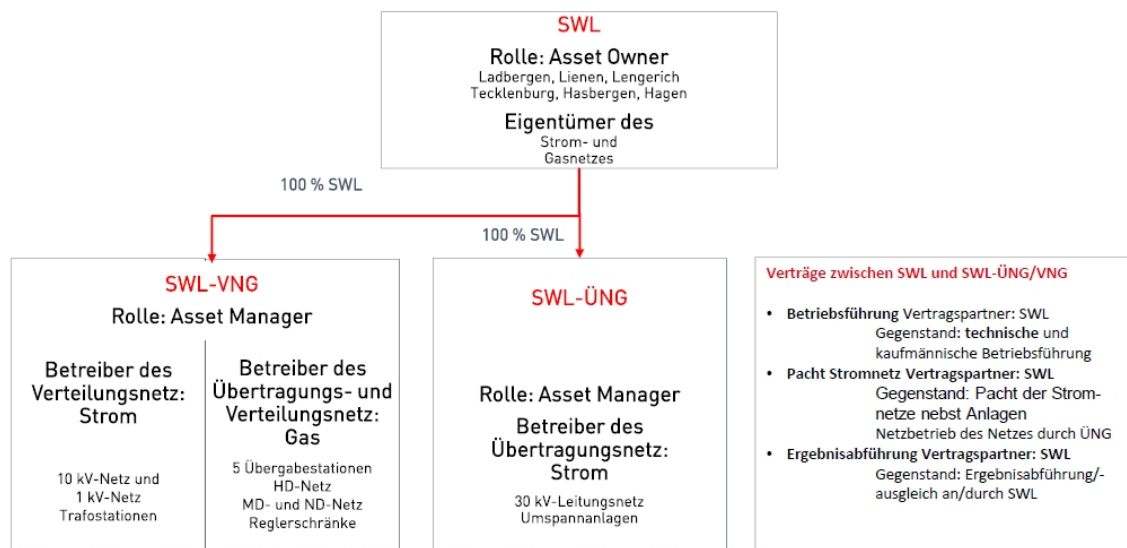 SWL
Rolle: Asset Owner
Ladbergen, Lienen, Lengerich
Tecklenburg, Hasbergen, Hagen
Eigentümer des
Strom- und
Gasnetzes
100 % SWL
100 % SWL
SWL-VNG
Rolle: Asset Manager
Betreiber des
Verteilungsnetz:
Strom
10 kV-Netz und
1 kV-Netz
Trafostationen
Betreiber des
Übertragungs- und
Verteilungsnetz:
Gas
5 Übergabestationen
HD-Netz
MD- und ND-Netz
Reglerschränke
SWL-ÜNG
Rolle: Asset Manager
Betreiber des
Übertragungsnetz:
Strom
30 kV-Leitungsnetz
Umspannanlagen
Verträge zwischen SWL und SWL-ÜNG/VNG
• Betriebsführung Vertragspartner: SWL
Gegenstand: technische und
kaufmännische Betriebsführung
• Pacht Stromnetz Vertragspartner: SWL
Gegenstand: Pacht der Strom-
netze nebst Anlagen
Netzbetrieb des Netzes durch ÜNG
• Ergebnisabführung Vertragspartner: SWL
Gegenstand: Ergebnisabführung/-
ausgleich an/durch SWL